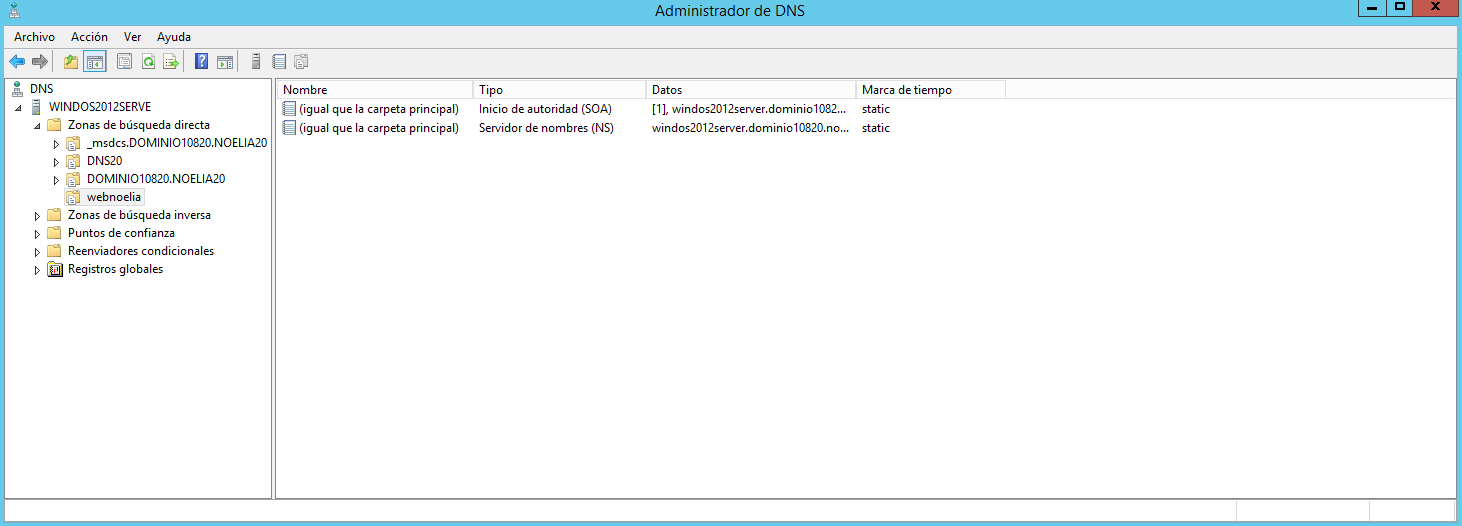 Administrador de DNS
Archivo Acción Ver Ayuda
DNS
WINDOS2012SERVE
Zonas de búsqueda directa
_msdcs.DOMINIO10820.NOELIA20
DNS20
DOMINIO10820.NOELIA20
webnoelia
Zonas de búsqueda inversa
Puntos de confianza
Reenviadores condicionales
Registros globales
Nombre Tipo Datos Marca de tiempo
(igual que la carpeta principal) Inicio de autoridad (SOA) [1], windos2012server.dominio1082... static
(igual que la carpeta principal) Servidor de nombres (NS) windos2012server.dominio10820.no... static